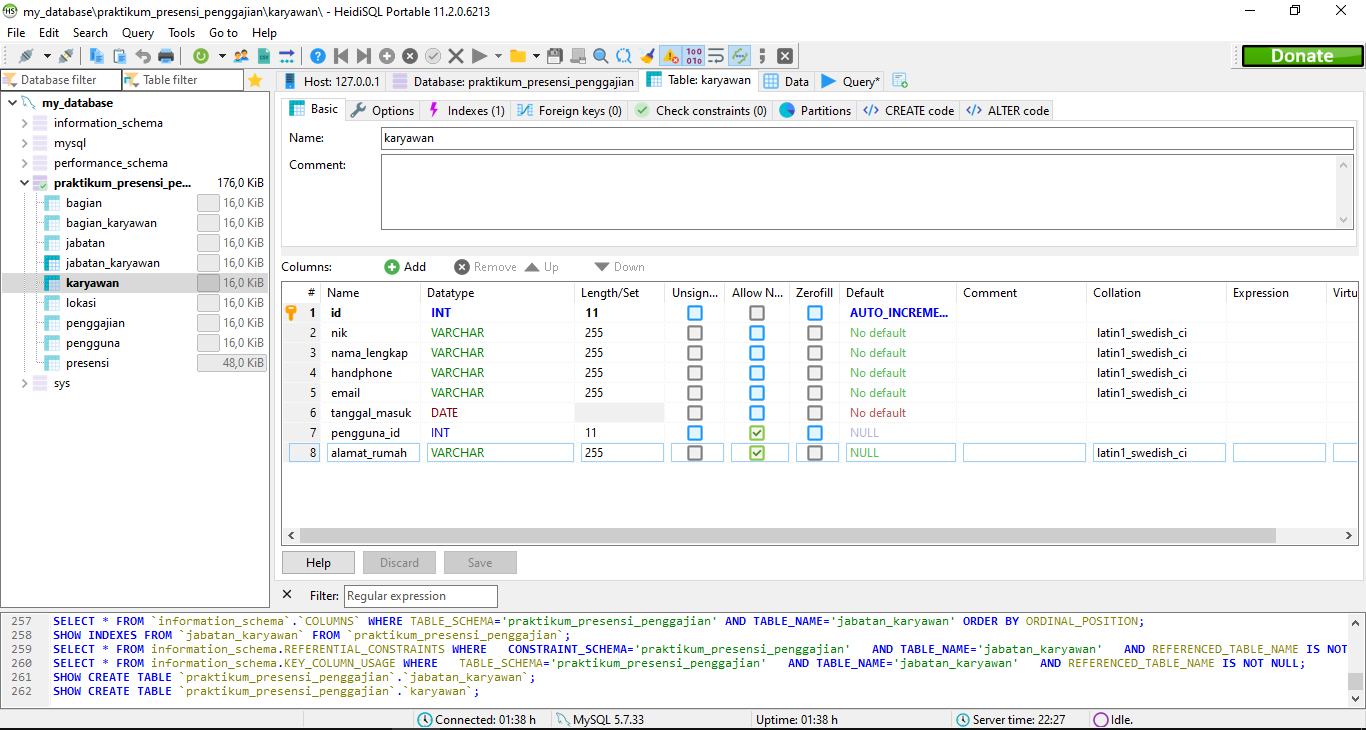 my_database\praktikum_presensi_penggajian\karyawan\ - HeidiSQL Portable 11.2.0.6213
File Edit Search Query Tools Go to Help
Donate
Database filter Table filter
Host: 127.0.0.1 Database: praktikum_presensi_penggajian Table: karyawan Data Query*
my_database
information_schema
mysql
performance_schema
praktikum_presensi_pe... 176,0 KiB
bagian 16,0 KiB
bagian_karyawan 16,0 KiB
jabatan 16,0 KiB
jabatan_karyawan 16,0 KiB
karyawan 16,0 KiB
lokasi 16,0 KiB
penggajian 16,0 KiB
pengguna 16,0 KiB
presensi 48,0 KiB
sys
Basic Options Indexes (1) Foreign keys (0) Check constraints (0) Partitions CREATE code ALTER code
Name: karyawan
Comment:
Columns: Add Remove Up Down
# Name Datatype Length/Set Unsign... Allow N... Zerofill Default Comment Collation Expression Virtu
1 id INT 11 AUTO_INCREME...
2 nik VARCHAR 255 No default latin1_swedish_ci
3 nama_lengkap VARCHAR 255 No default latin1_swedish_ci
4 handphone VARCHAR 255 No default latin1_swedish_ci
5 email VARCHAR 255 No default latin1_swedish_ci
6 tanggal_masuk DATE No default
7 pengguna_id INT 11 NULL
8 alamat_rumah VARCHAR 255 NULL latin1_swedish_ci
Help Discard Save
Filter: Regular expression
257 SELECT * FROM `information_schema`.`COLUMNS` WHERE TABLE_SCHEMA='praktikum_presensi_penggajian' AND TABLE_NAME='jabatan_karyawan' ORDER BY ORDINAL_POSITION;
258 SHOW INDEXES FROM `jabatan_karyawan` FROM `praktikum_presensi_penggajian`;
259 SELECT * FROM information_schema.REFERENTIAL_CONSTRAINTS WHERE CONSTRAINT_SCHEMA='praktikum_presensi_penggajian' AND TABLE_NAME='jabatan_karyawan' AND REFERENCED_TABLE_NAME IS NOT
260 SELECT * FROM information_schema.KEY_COLUMN_USAGE WHERE TABLE_SCHEMA='praktikum_presensi_penggajian' AND TABLE_NAME='jabatan_karyawan' AND REFERENCED_TABLE_NAME IS NOT NULL;
261 SHOW CREATE TABLE `praktikum_presensi_penggajian`.`jabatan_karyawan`;
262 SHOW CREATE TABLE `praktikum_presensi_penggajian`.`karyawan`;
Connected: 01:38 h MySQL 5.7.33 Uptime: 01:38 h Server time: 22:27 Idle.